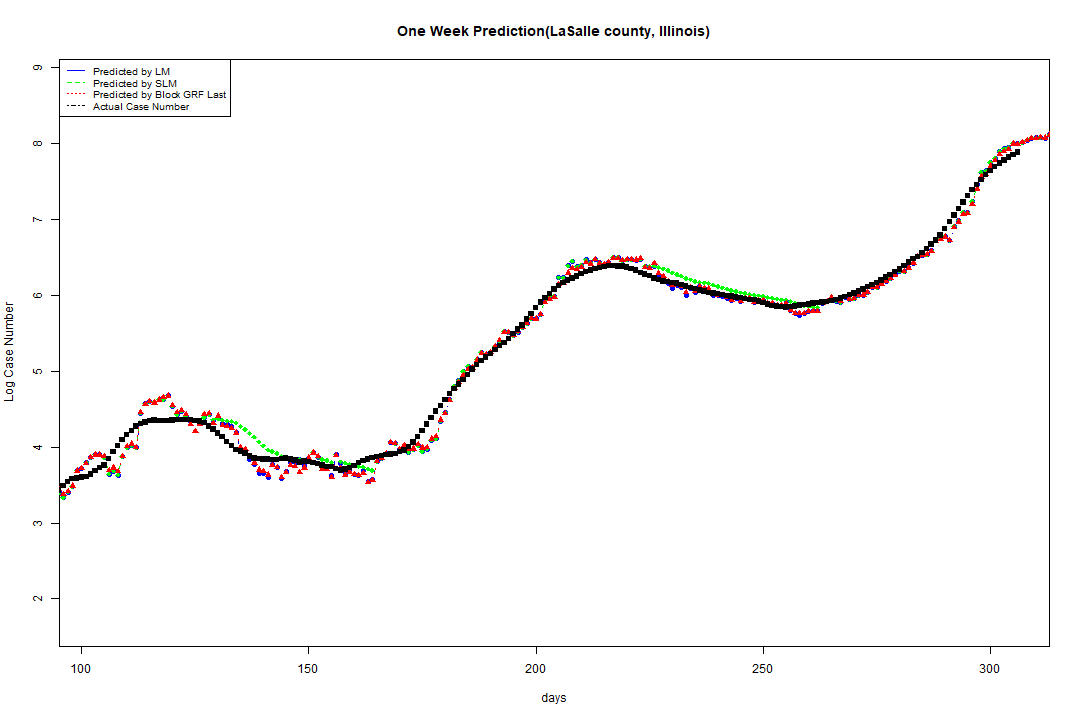 One Week Prediction(LaSalle county, Illinois)
Predicted by LM
Predicted by SLM
Predicted by Block GRF Last
Actual Case Number
9
8
7
6
5
4
3
2
Log Case Number
100 150 200 250 300
days